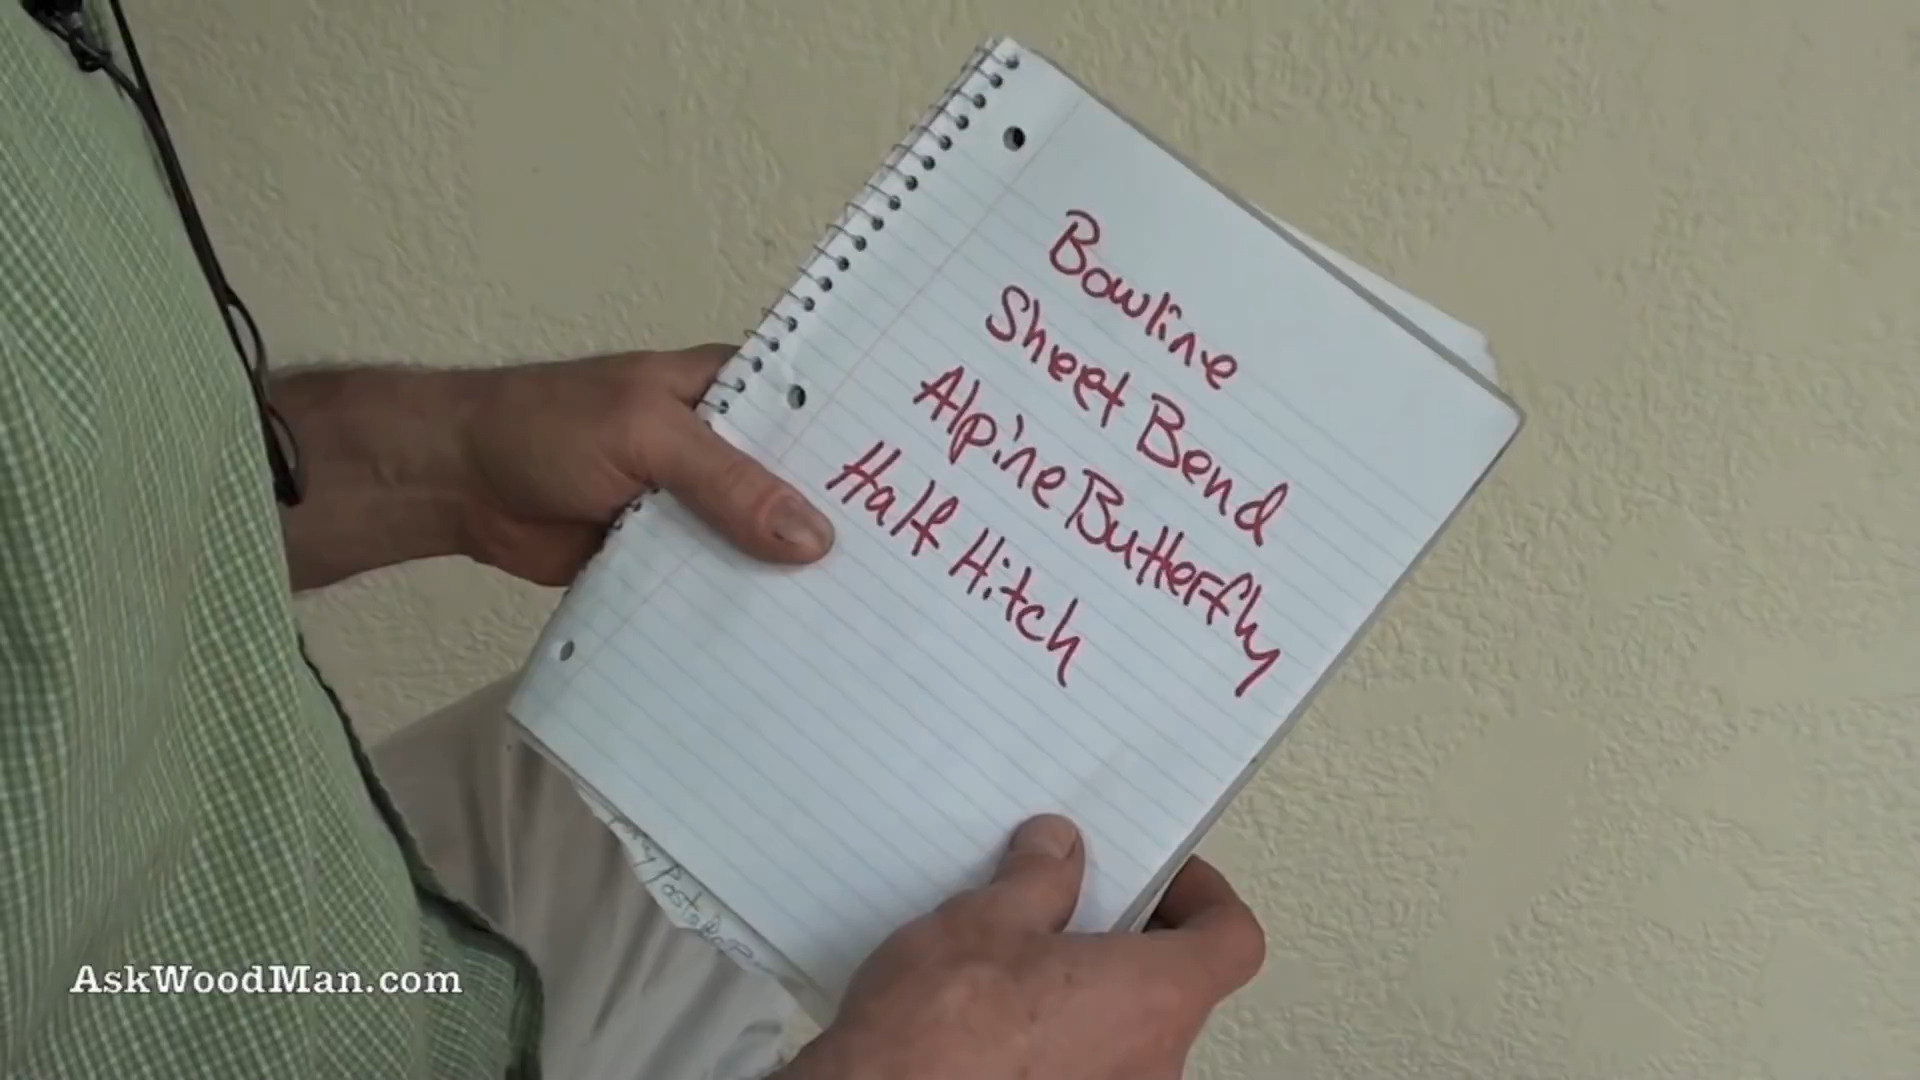 Bowline
Sheet Bend
Alpine Butterfly
Half Hitch
AskWoodMan.com